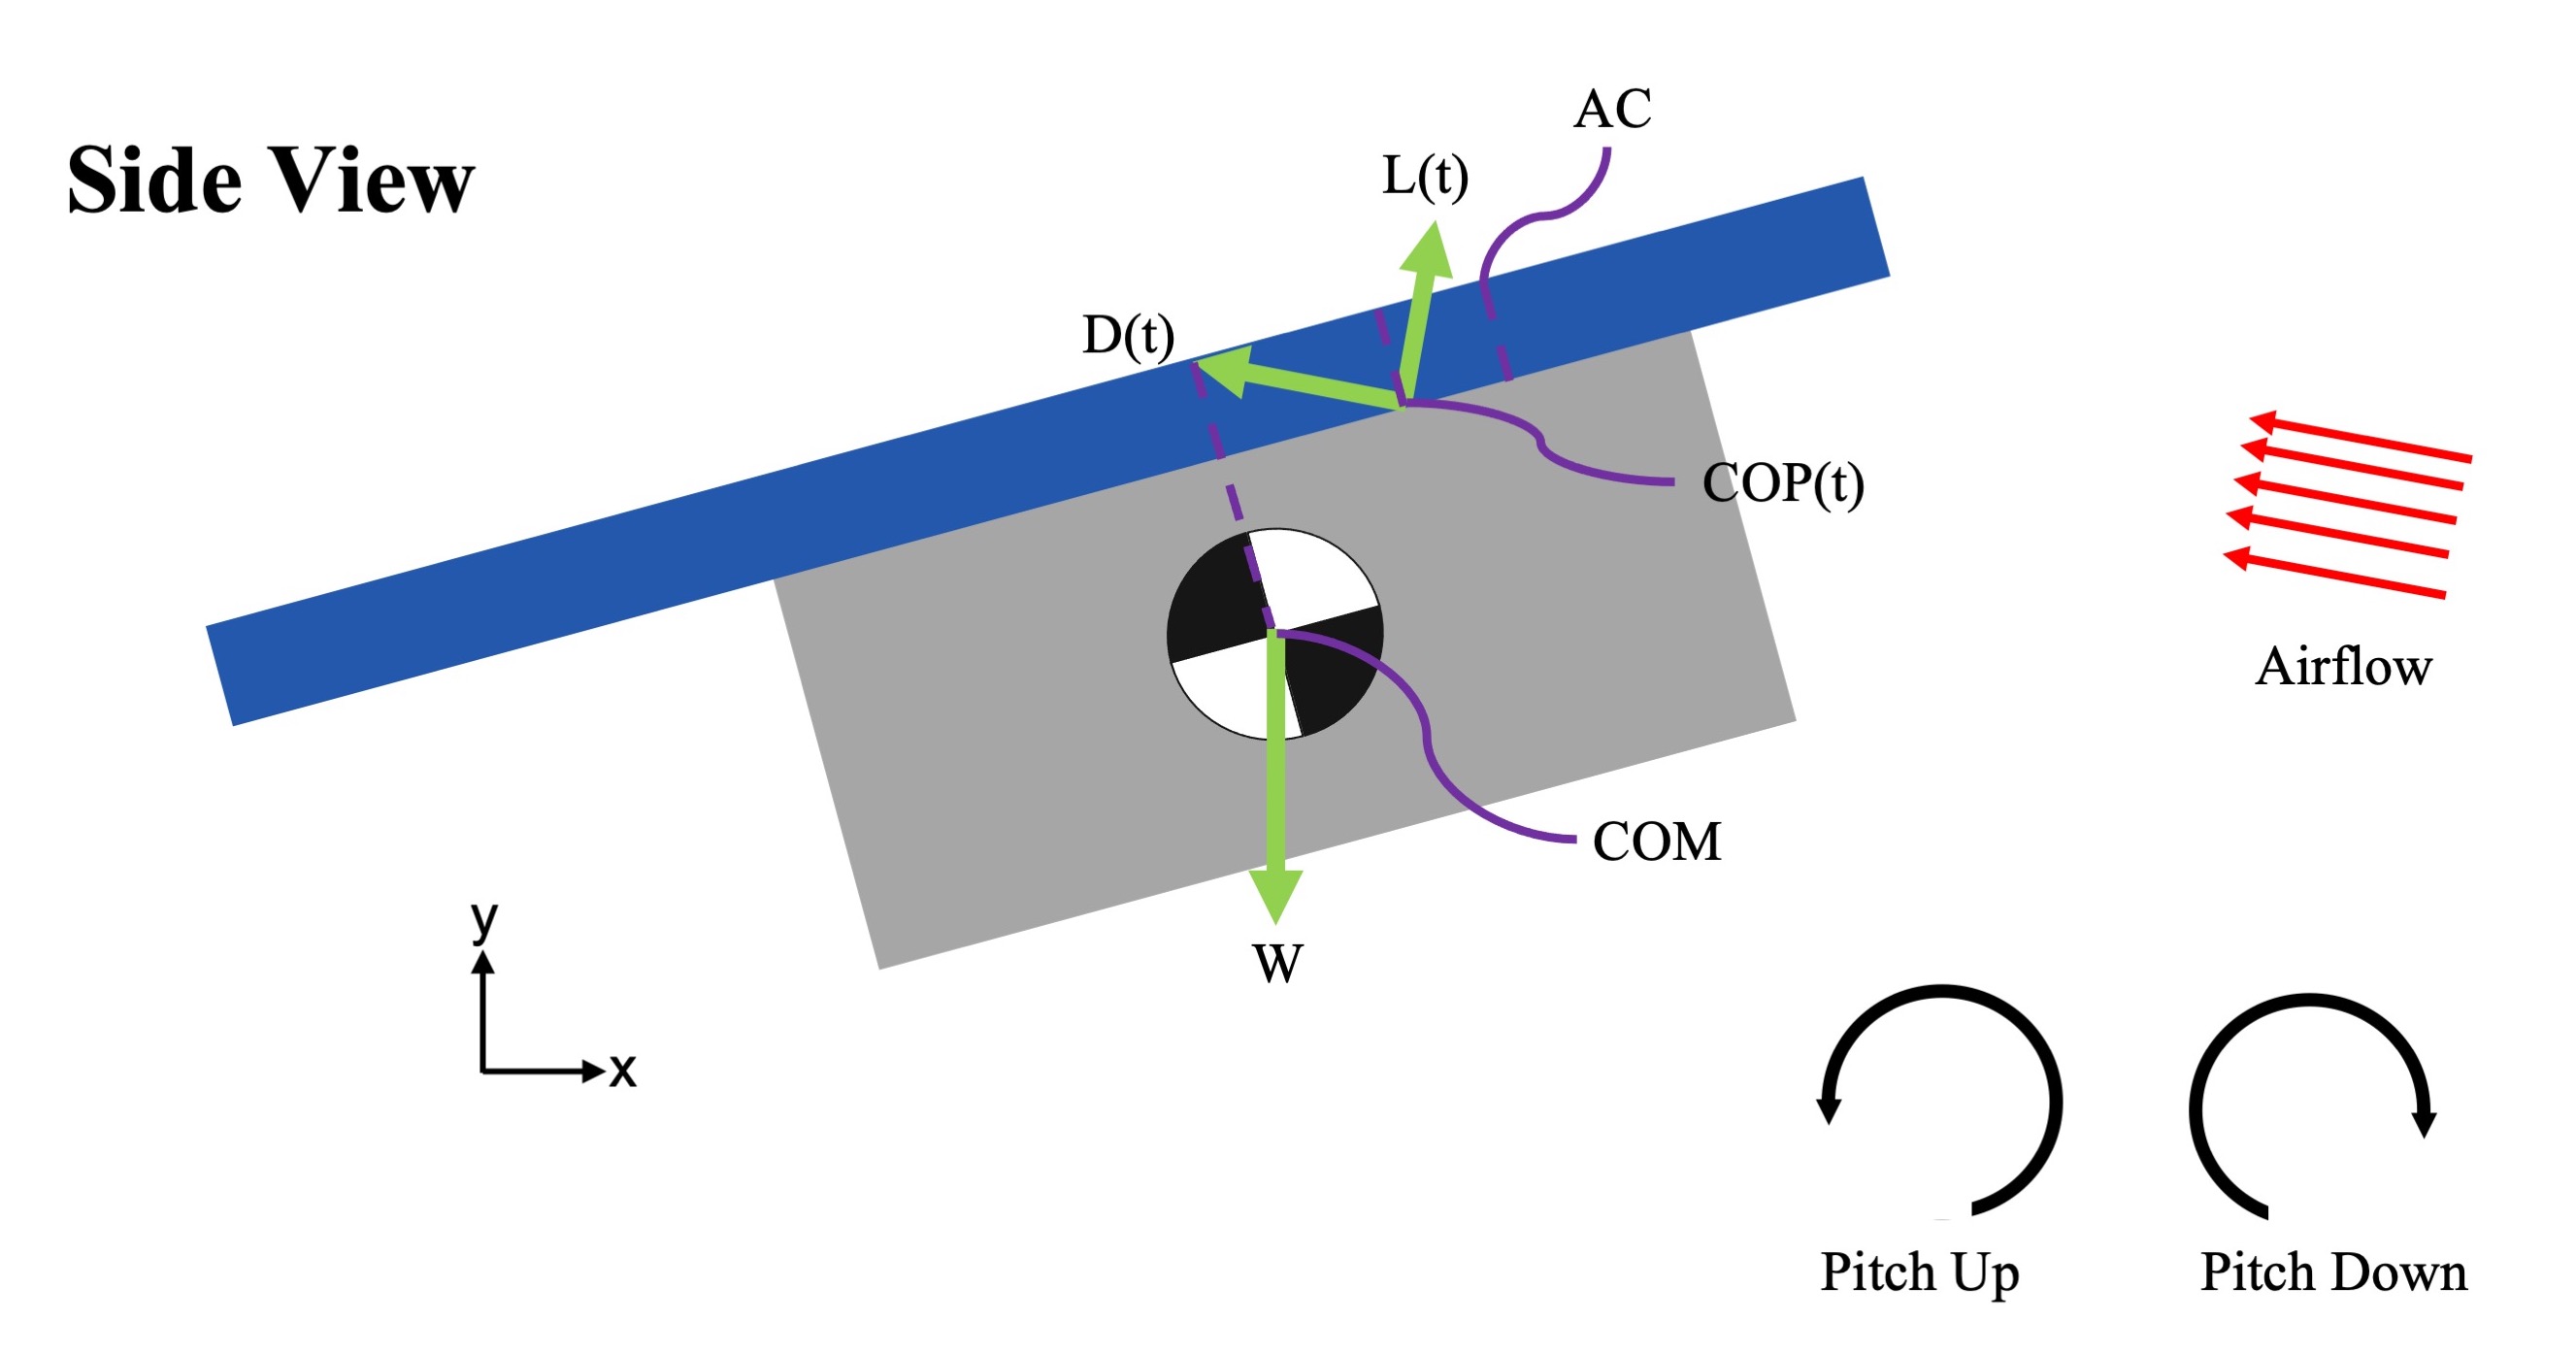 Side View
AC
L(t)
D(t)
COP(t)
Airflow
COM
W
y
x
Pitch Up
Pitch Down